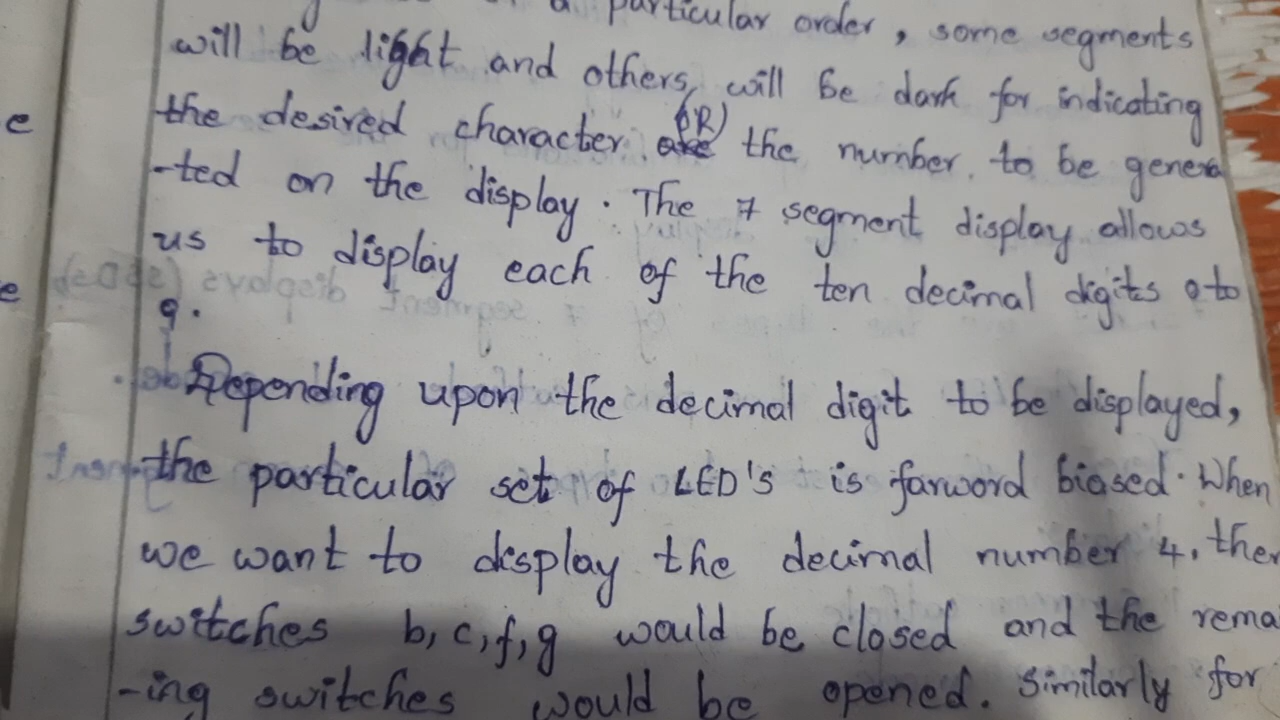 a particular order, some segments
will be light and others, will be dark for indicating
the desired character (OR) the number to be genera
-ted on the display. The 7 segment display allows
us to display each of the ten decimal digits 0 to
9.
Depending upon the decimal digit to be displayed,
the particular set of LED's is farword biased. When
we want to display the decimal number 4, then
switches b, c, f, g would be closed and the rema
-ing switches would be opened. Similarly for
e
e